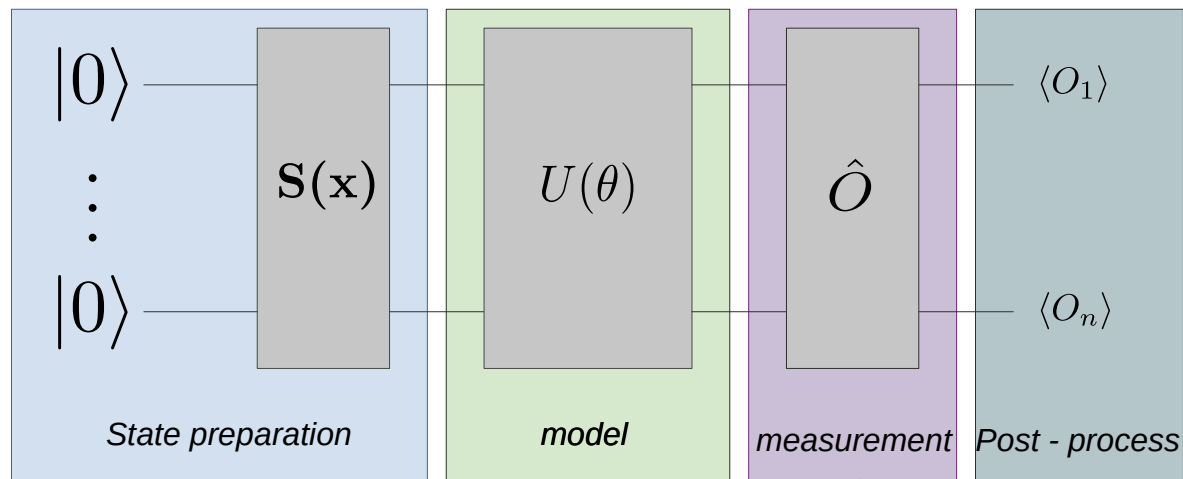 |0⟩
⋮
|0⟩
S(x)
State preparation
U(θ)
model
Ô
measurement
⟨O₁⟩
⟨Oₙ⟩
Post - process